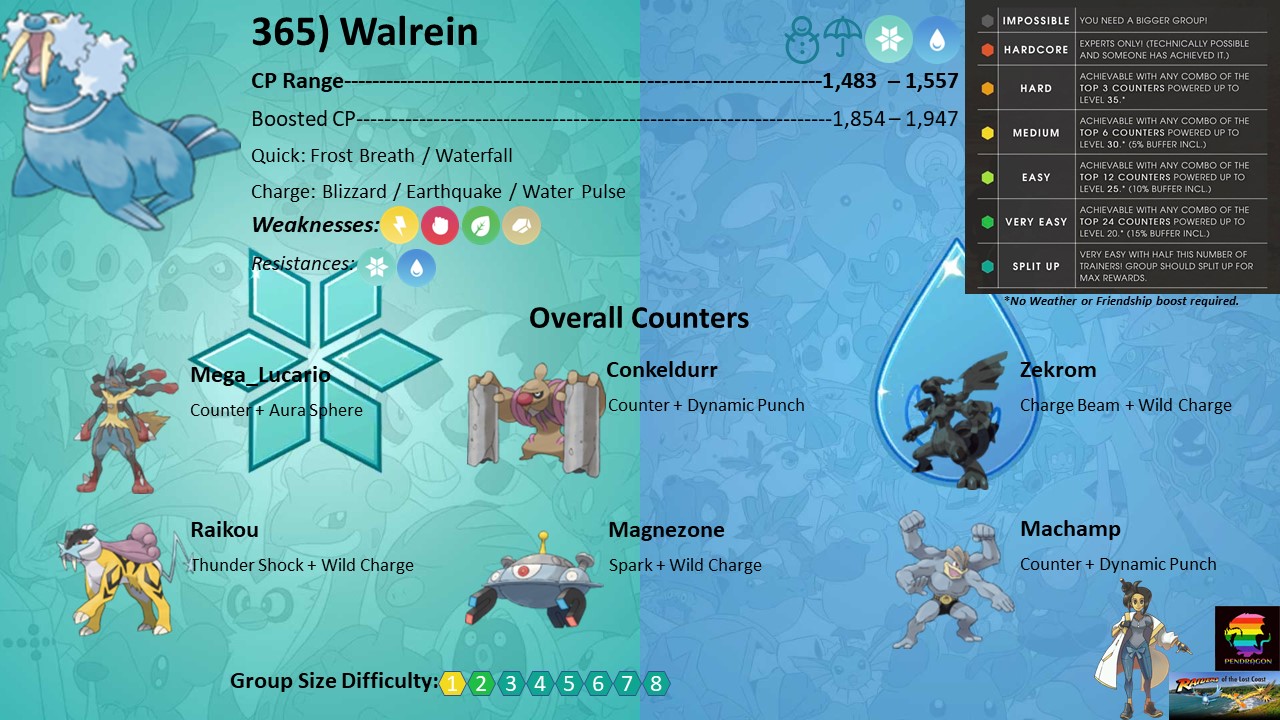 365) Walrein
CP Range--------------------------------------------------------------------1,483 – 1,557
Boosted CP--------------------------------------------------------------------1,854 – 1,947
Quick: Frost Breath / Waterfall
Charge: Blizzard / Earthquake / Water Pulse
Weaknesses:
Resistances:
IMPOSSIBLE YOU NEED A BIGGER GROUP!
HARDCORE EXPERTS ONLY! (TECHNICALLY POSSIBLE
AND SOMEONE HAS ACHIEVED IT.)
HARD ACHIEVABLE WITH ANY COMBO OF THE
TOP 3 COUNTERS POWERED UP TO
LEVEL 35.*
MEDIUM ACHIEVABLE WITH ANY COMBO OF THE
TOP 6 COUNTERS POWERED UP TO
LEVEL 30.* (5% BUFFER INCL.)
EASY ACHIEVABLE WITH ANY COMBO OF THE
TOP 12 COUNTERS POWERED UP TO
LEVEL 25.* (10% BUFFER INCL.)
VERY EASY ACHIEVABLE WITH ANY COMBO OF THE
TOP 24 COUNTERS POWERED UP TO
LEVEL 20.* (15% BUFFER INCL.)
SPLIT UP VERY EASY WITH HALF THIS NUMBER OF
TRAINERS! GROUP SHOULD SPLIT UP FOR
MAX REWARDS.
*No Weather or Friendship boost required.
Overall Counters
Mega_Lucario
Counter + Aura Sphere
Conkeldurr
Counter + Dynamic Punch
Zekrom
Charge Beam + Wild Charge
Raikou
Thunder Shock + Wild Charge
Magnezone
Spark + Wild Charge
Machamp
Counter + Dynamic Punch
Group Size Difficulty: 1 2 3 4 5 6 7 8
PENDRAGON
RAIDERS of the Lost Coast